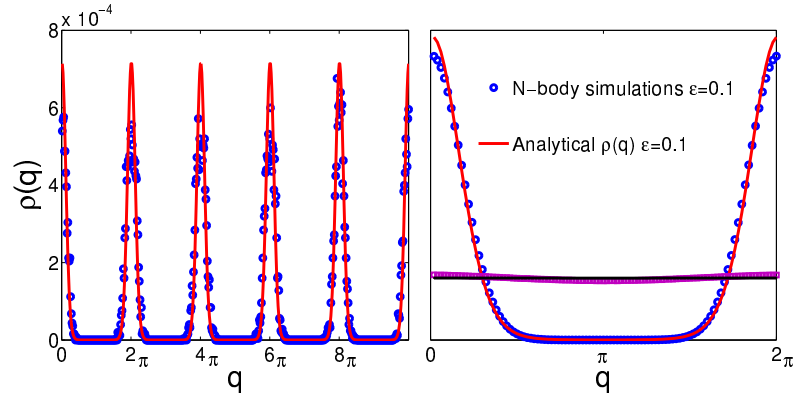 x 10⁻⁴
8
6
4
2
0
ρ(q)
0 2π 4π 6π 8π
q
N−body simulations ε=0.1
Analytical ρ(q) ε=0.1
0 π 2π
q